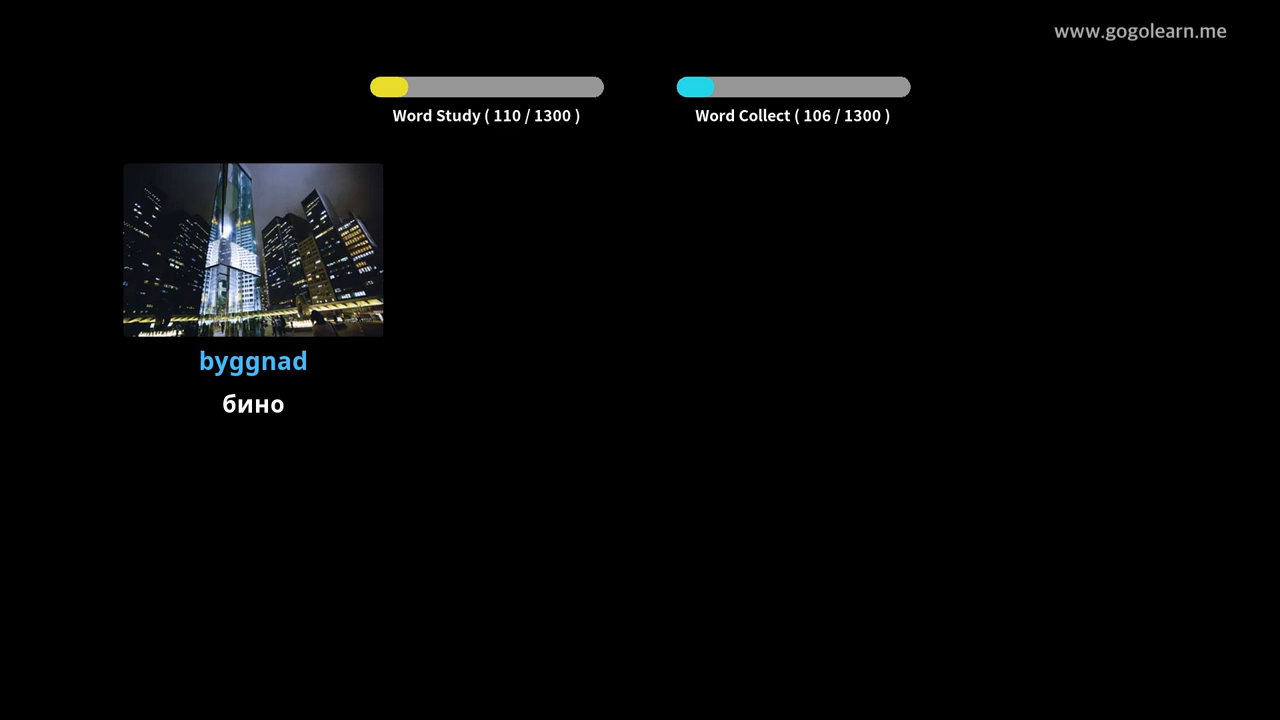 www.gogolearn.me
Word Study ( 110 / 1300 )
Word Collect ( 106 / 1300 )
byggnad
бино